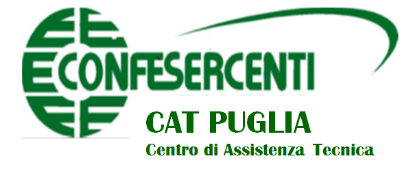 CONFESERCENTI
CAT PUGLIA
Centro di Assistenza Tecnica